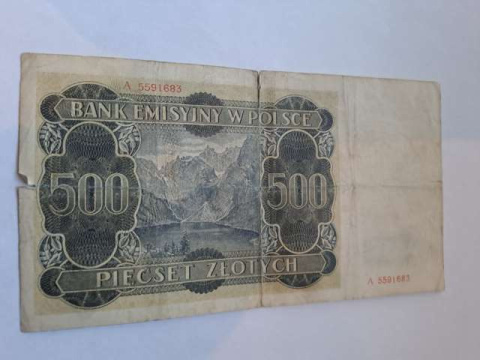 A 5591683
BANK EMISYJNY W POLSCE
500 500
PIĘĆSET ZŁOTYCH
A 5591683